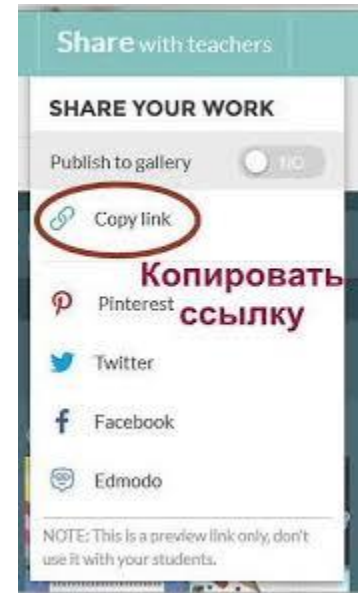 Share with teachers
SHARE YOUR WORK
Publish to gallery NO
Copy link
Копировать
Pinterest ссылку
Twitter
Facebook
Edmodo
NOTE: This is a preview link only, don't
use it with your students.